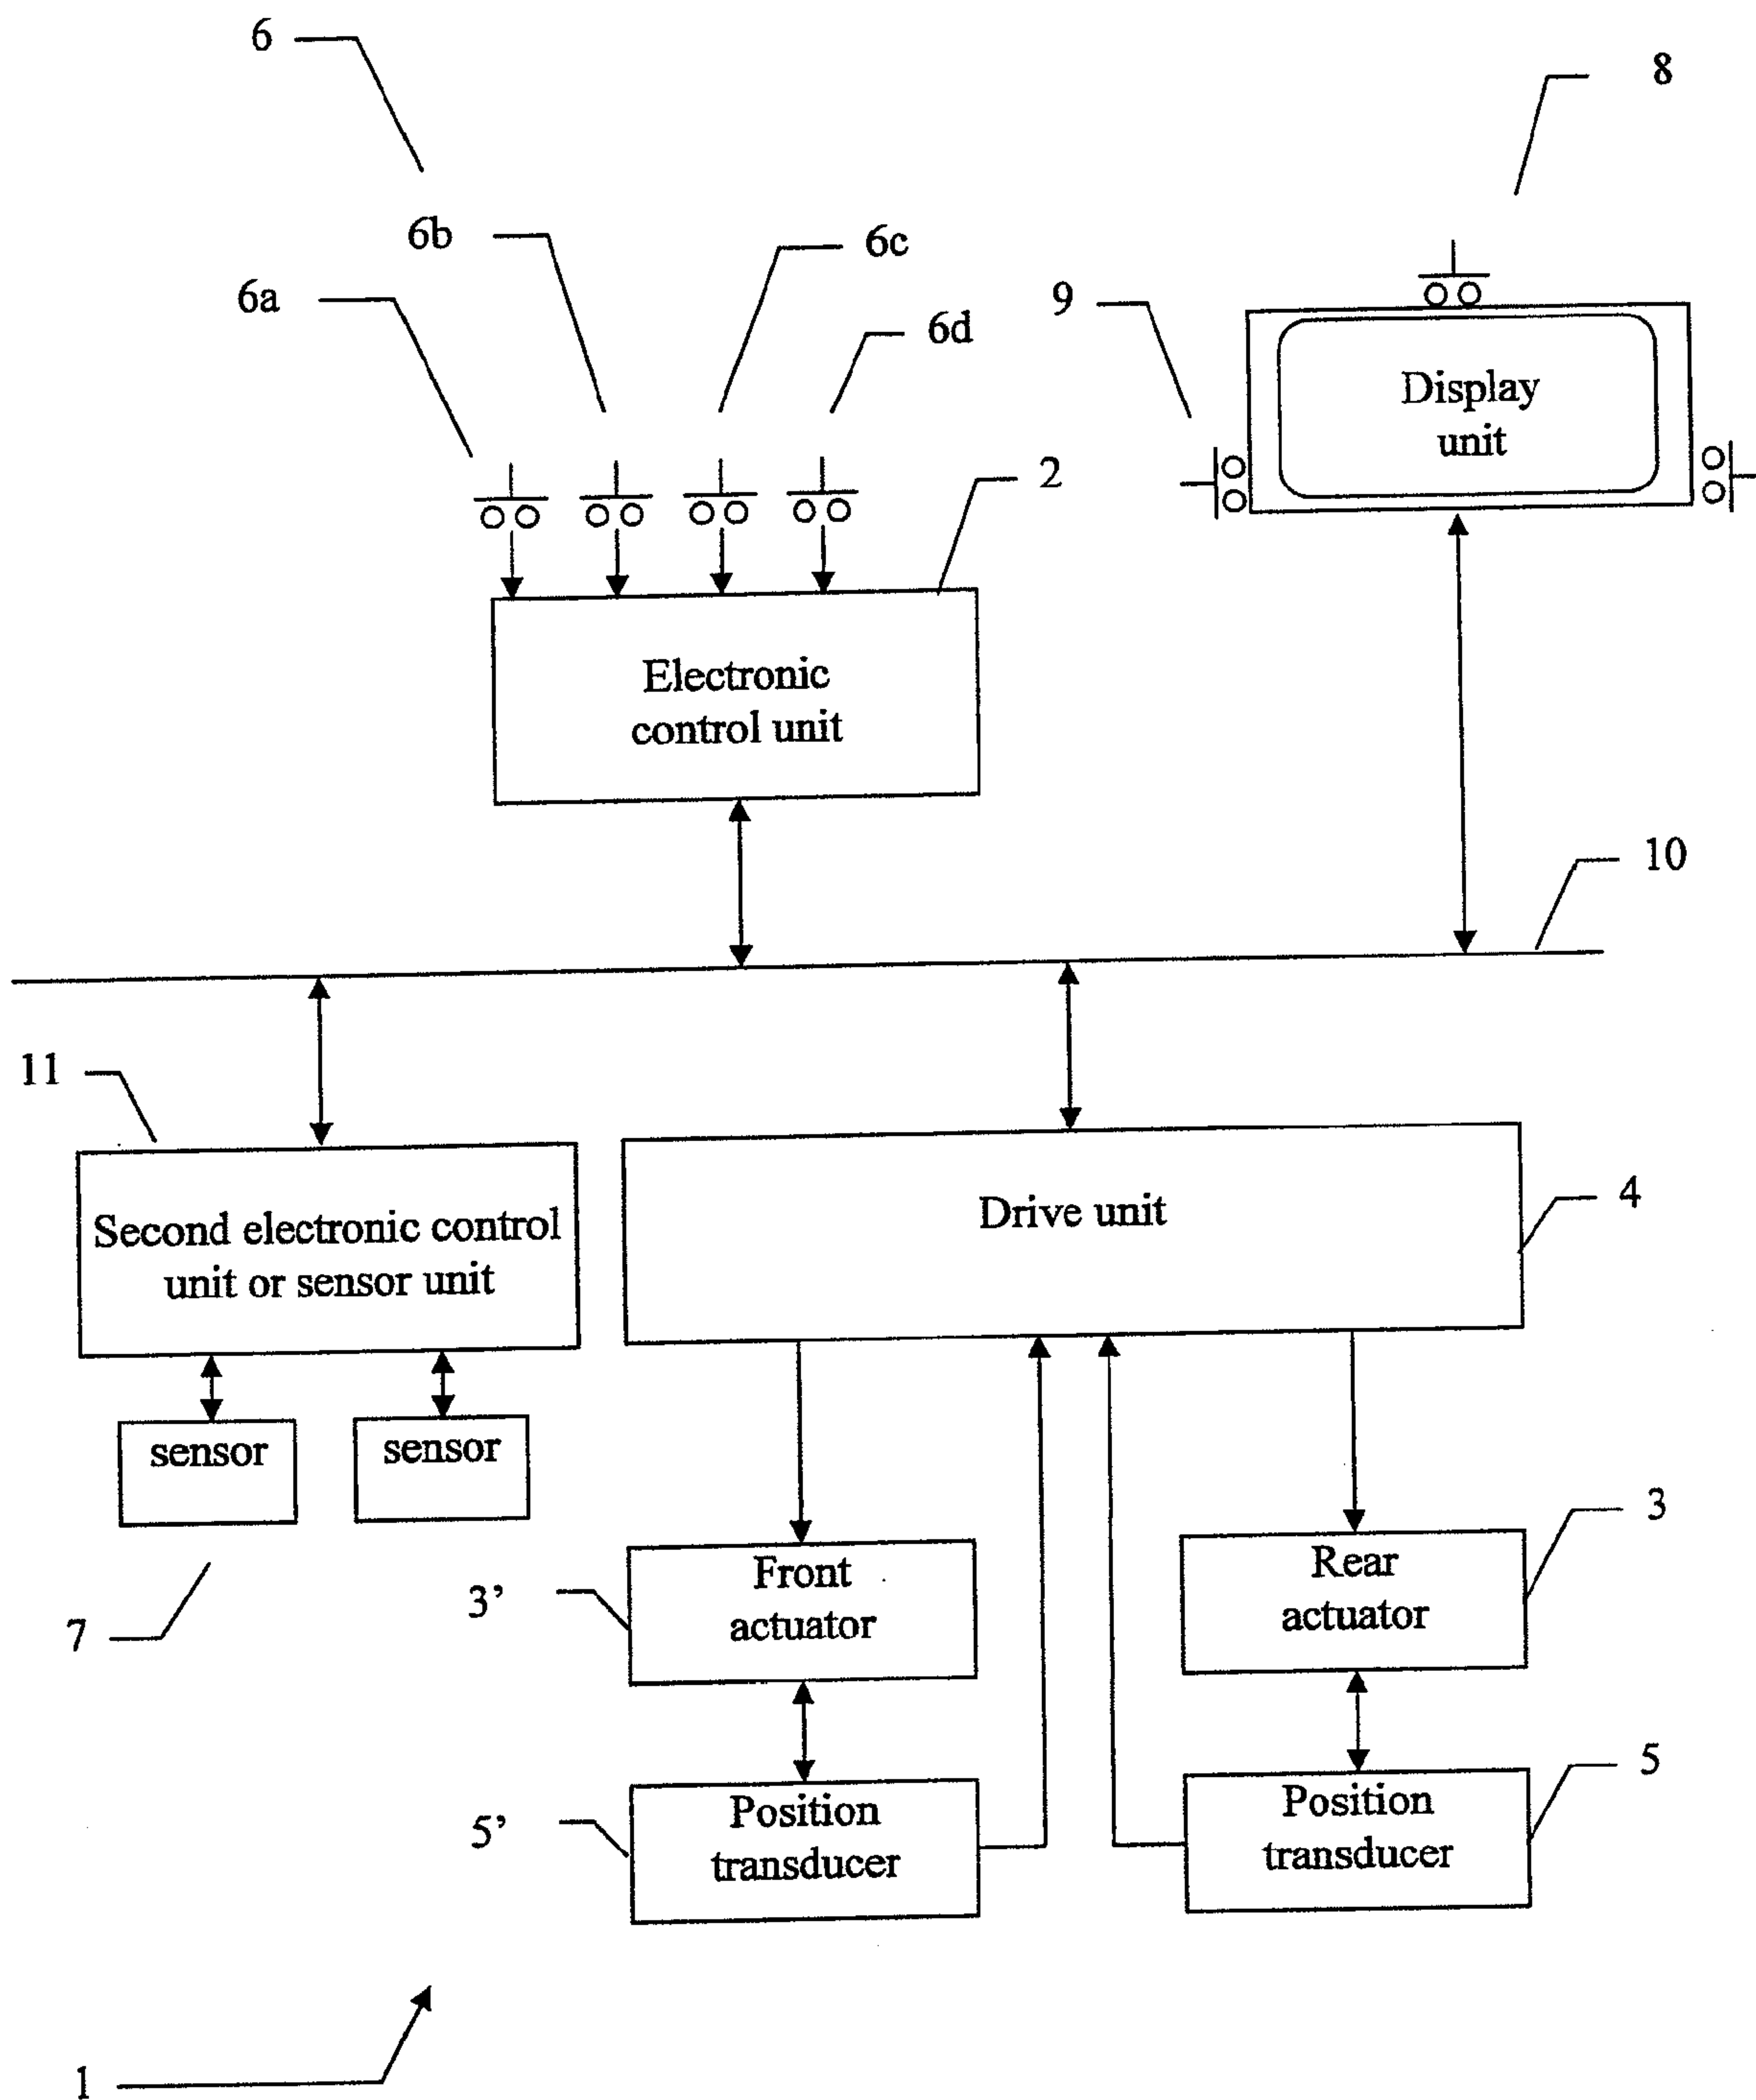 6
8
6b
6c
6a
9
6d
Display
unit
2
Electronic
control unit
10
11
Second electronic control
unit or sensor unit
Drive unit
4
sensor
sensor
3
Front
actuator
Rear
actuator
3’
7
5
Position
transducer
Position
transducer
5’
1